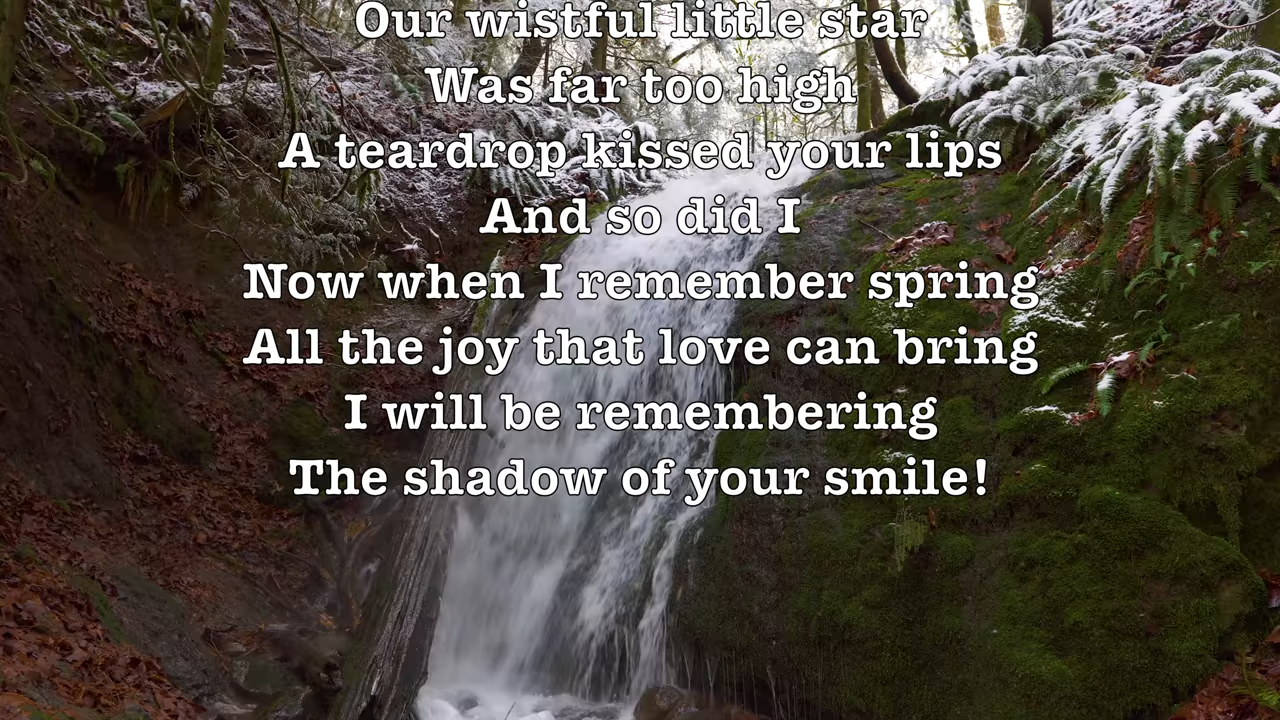 Our wistful little star
Was far too high
A teardrop kissed your lips
And so did I
Now when I remember spring
All the joy that love can bring
I will be remembering
The shadow of your smile!